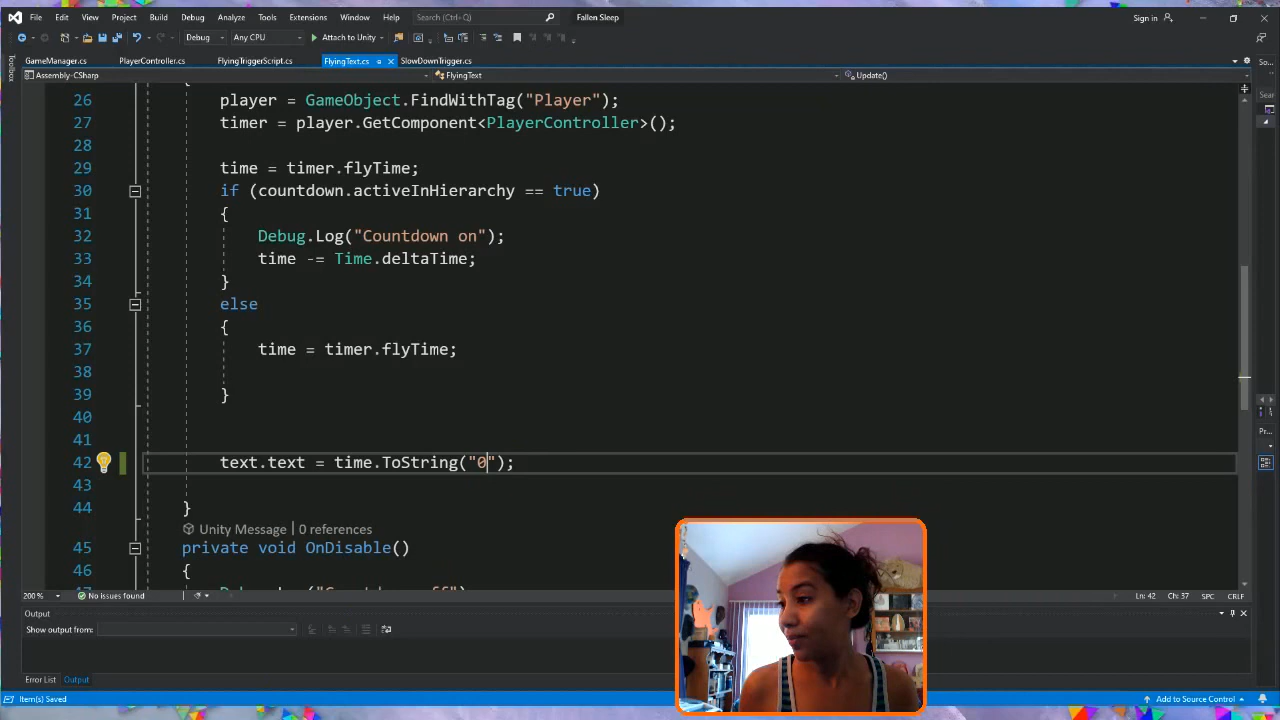 File Edit View Project Build Debug Analyze Tools Extensions Window Help Search (Ctrl+Q) Fallen Sleep Sign in
Debug Any CPU Attach to Unity
GameManager.cs PlayerController.cs FlyingTriggerScript.cs FlyingText.cs SlowDownTrigger.cs So...
Assembly-CSharp FlyingText Update()
Sear
26 player = GameObject.FindWithTag("Player");
27 timer = player.GetComponent<PlayerController>();
28
29 time = timer.flyTime;
30 if (countdown.activeInHierarchy == true)
31 {
32 Debug.Log("Countdown on");
33 time -= Time.deltaTime;
34 }
35 else
36 {
37 time = timer.flyTime;
38
39 }
40
41
42 text.text = time.ToString("0");
43
44 }
Unity Message | 0 references
45 private void OnDisable()
46 {
Pr...
200 % No issues found Ln: 42 Ch: 37 SPC CRLF
Output
Show output from:
Error List Output
Item(s) Saved Add to Source Control